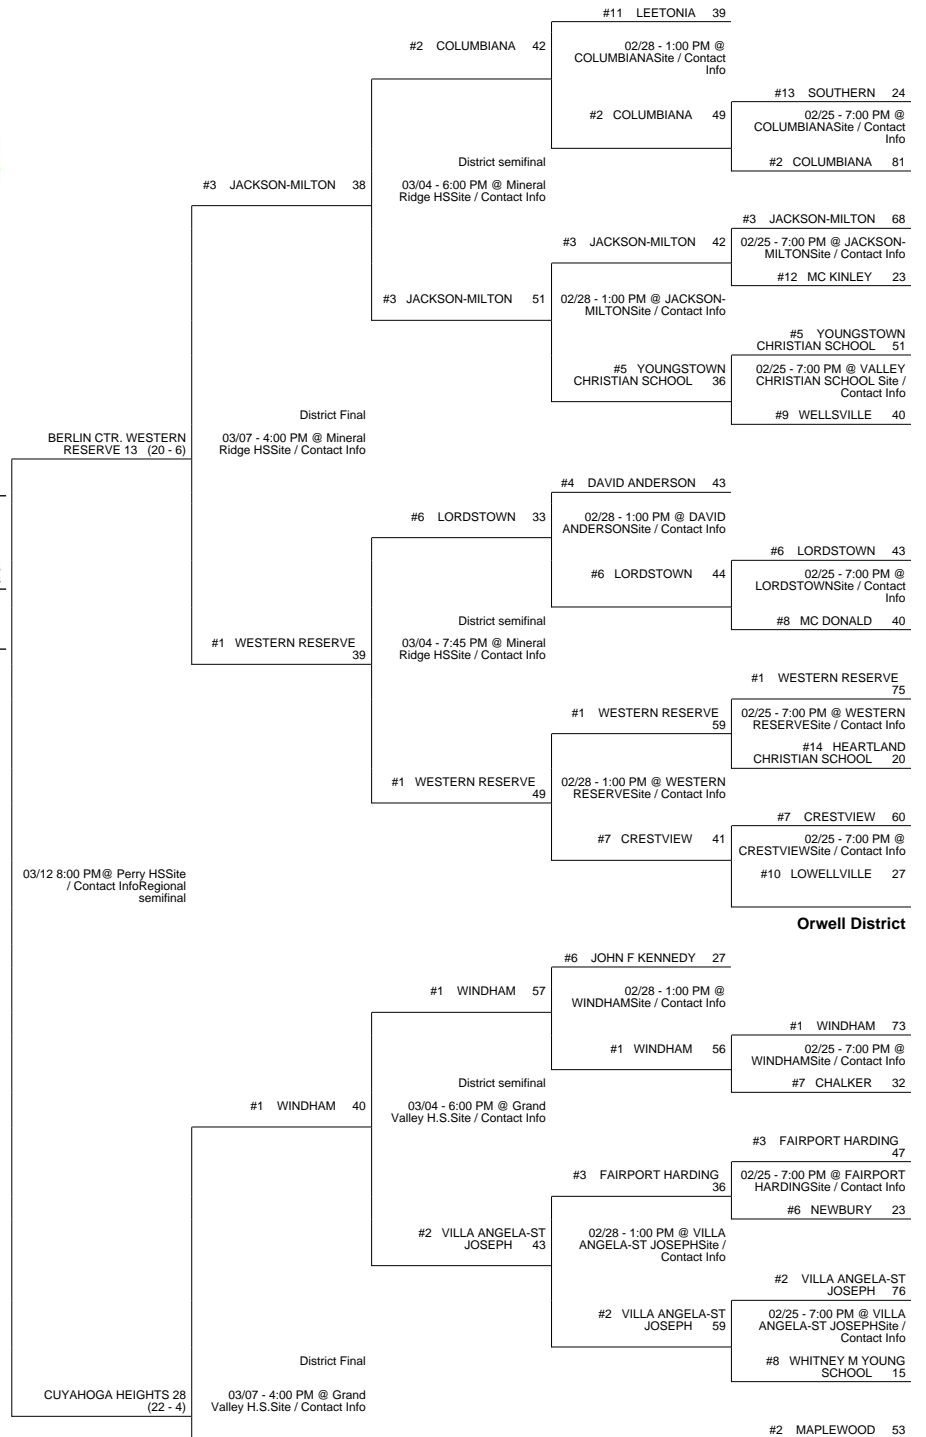 #11 LEETONIA 39
#2 COLUMBIANA 42
02/28 - 1:00 PM @
COLUMBIANASite / Contact
Info
#13 SOUTHERN 24
#2 COLUMBIANA 49
02/25 - 7:00 PM @
COLUMBIANASite / Contact
Info
District semifinal
#2 COLUMBIANA 81
#3 JACKSON-MILTON 38
03/04 - 6:00 PM @ Mineral
Ridge HSSite / Contact Info
#3 JACKSON-MILTON 68
#3 JACKSON-MILTON 42
02/25 - 7:00 PM @ JACKSON-
MILTONSite / Contact Info
#12 MC KINLEY 23
#3 JACKSON-MILTON 51
02/28 - 1:00 PM @ JACKSON-
MILTONSite / Contact Info
#5 YOUNGSTOWN
CHRISTIAN SCHOOL 51
#5 YOUNGSTOWN
CHRISTIAN SCHOOL 36
02/25 - 7:00 PM @ VALLEY
CHRISTIAN SCHOOL Site /
Contact Info
#9 WELLSVILLE 40
District Final
BERLIN CTR. WESTERN
RESERVE 13 (20 - 6)
03/07 - 4:00 PM @ Mineral
Ridge HSSite / Contact Info
#4 DAVID ANDERSON 43
#6 LORDSTOWN 33
02/28 - 1:00 PM @ DAVID
ANDERSONSite / Contact Info
#6 LORDSTOWN 43
#6 LORDSTOWN 44
02/25 - 7:00 PM @
LORDSTOWNSite / Contact
Info
District semifinal
#8 MC DONALD 40
#1 WESTERN RESERVE
39
03/04 - 7:45 PM @ Mineral
Ridge HSSite / Contact Info
#1 WESTERN RESERVE
75
#1 WESTERN RESERVE
59
02/25 - 7:00 PM @ WESTERN
RESERVESite / Contact Info
#14 HEARTLAND
CHRISTIAN SCHOOL 20
#1 WESTERN RESERVE
49
02/28 - 1:00 PM @ WESTERN
RESERVESite / Contact Info
#7 CRESTVIEW 60
#7 CRESTVIEW 41
02/25 - 7:00 PM @
CRESTVIEWSite / Contact Info
#10 LOWELLVILLE 27
03/12 8:00 PM@ Perry HSSite
/ Contact InfoRegional
semifinal
Orwell District
#6 JOHN F KENNEDY 27
#1 WINDHAM 57
02/28 - 1:00 PM @
WINDHAMSite / Contact Info
#1 WINDHAM 73
#1 WINDHAM 56
02/25 - 7:00 PM @
WINDHAMSite / Contact Info
District semifinal
#7 CHALKER 32
#1 WINDHAM 40
03/04 - 6:00 PM @ Grand
Valley H.S.Site / Contact Info
#3 FAIRPORT HARDING
47
#3 FAIRPORT HARDING
36
02/25 - 7:00 PM @ FAIRPORT
HARDINGSite / Contact Info
#6 NEWBURY 23
#2 VILLA ANGELA-ST
JOSEPH 43
02/28 - 1:00 PM @ VILLA
ANGELA-ST JOSEPHSite /
Contact Info
#2 VILLA ANGELA-ST
JOSEPH 76
#2 VILLA ANGELA-ST
JOSEPH 59
02/25 - 7:00 PM @ VILLA
ANGELA-ST JOSEPHSite /
Contact Info
District Final
#8 WHITNEY M YOUNG
SCHOOL 15
CUYAHOGA HEIGHTS 28
(22 - 4)
03/07 - 4:00 PM @ Grand
Valley H.S.Site / Contact Info
#2 MAPLEWOOD 53